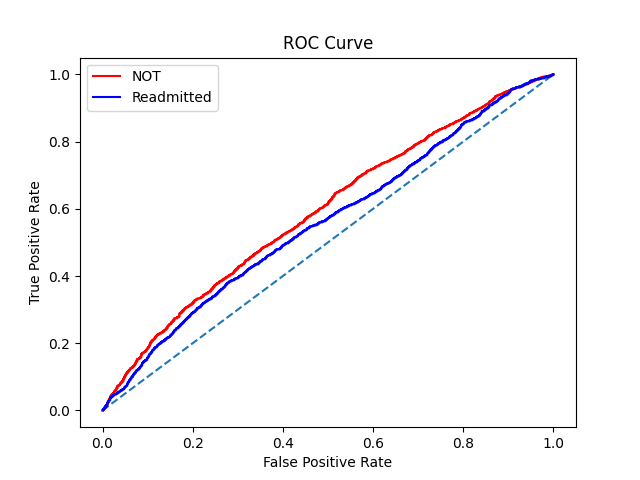 ROC Curve
NOT
Readmitted
True Positive Rate
1.0
0.8
0.6
0.4
0.2
0.0
0.0 0.2 0.4 0.6 0.8 1.0
False Positive Rate